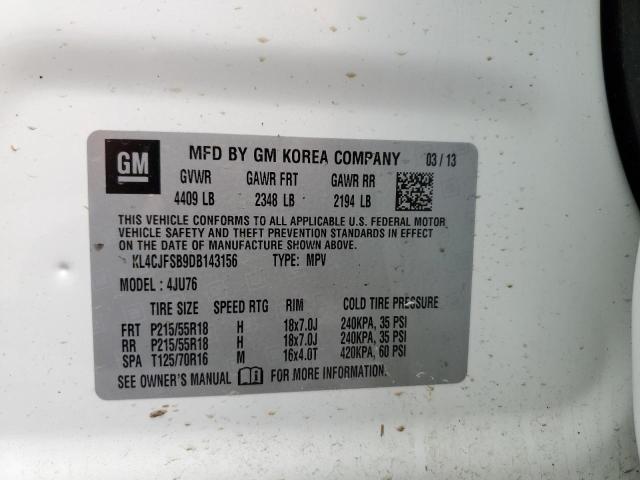 GM
MFD BY GM KOREA COMPANY 03 / 13
GVWR GAWR FRT GAWR RR
4409 LB 2348 LB 2194 LB
THIS VEHICLE CONFORMS TO ALL APPLICABLE U.S. FEDERAL MOTOR
VEHICLE SAFETY AND THEFT PREVENTION STANDARDS IN EFFECT
ON THE DATE OF MANUFACTURE SHOWN ABOVE.
KL4CJFSB9DB143156 TYPE: MPV
MODEL : 4JU76
TIRE SIZE SPEED RTG RIM COLD TIRE PRESSURE
FRT P215/55R18 H 18x7.0J 240KPA, 35 PSI
RR P215/55R18 H 18x7.0J 240KPA, 35 PSI
SPA T125/70R16 M 16x4.0T 420KPA, 60 PSI
SEE OWNER'S MANUAL FOR MORE INFORMATION.